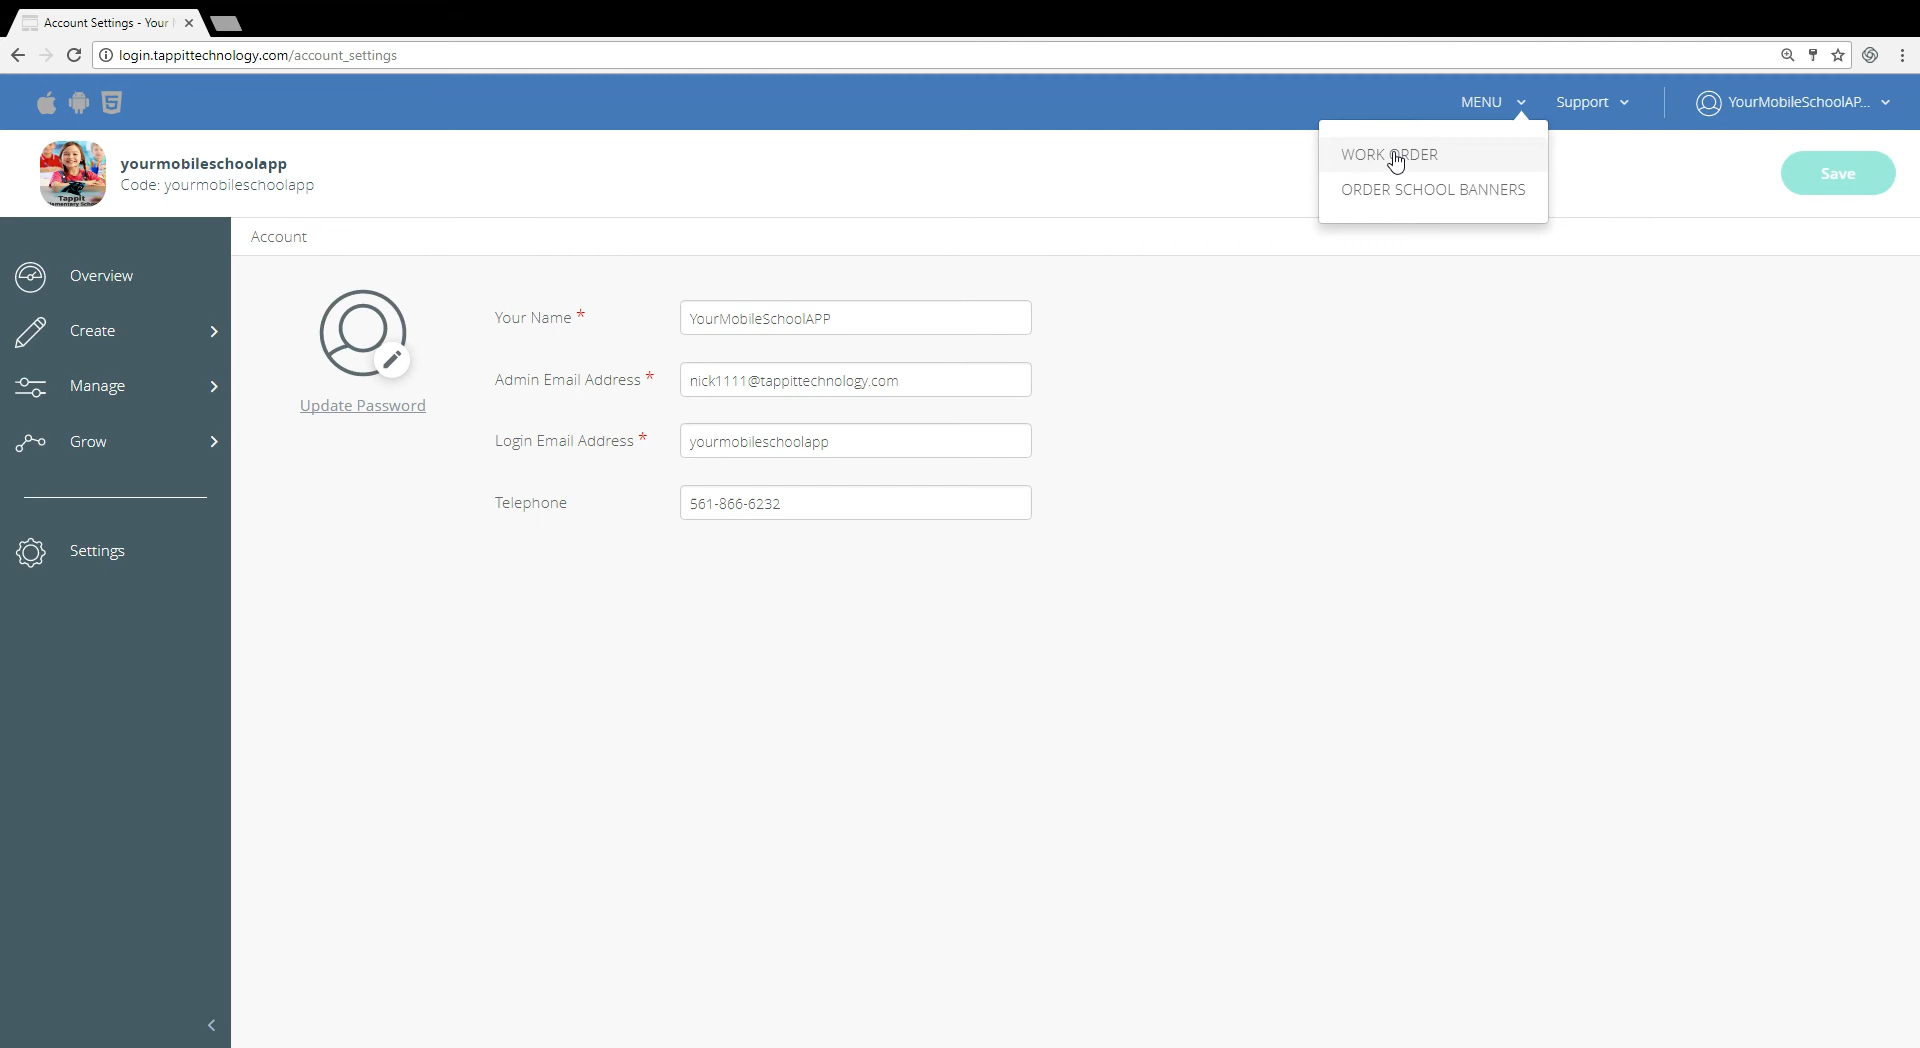 Account Settings - Your
login.tappittechnology.com/account_settings
MENU
Support
YourMobileSchoolAP...
yourmobileschoolapp
Code: yourmobileschoolapp
Tappit
WORK ORDER
ORDER SCHOOL BANNERS
Save
Account
Overview
Create
Manage
Grow
Settings
Update Password
Your Name *
YourMobileSchoolAPP
Admin Email Address *
nick1111@tappittechnology.com
Login Email Address *
yourmobileschoolapp
Telephone
561-866-6232